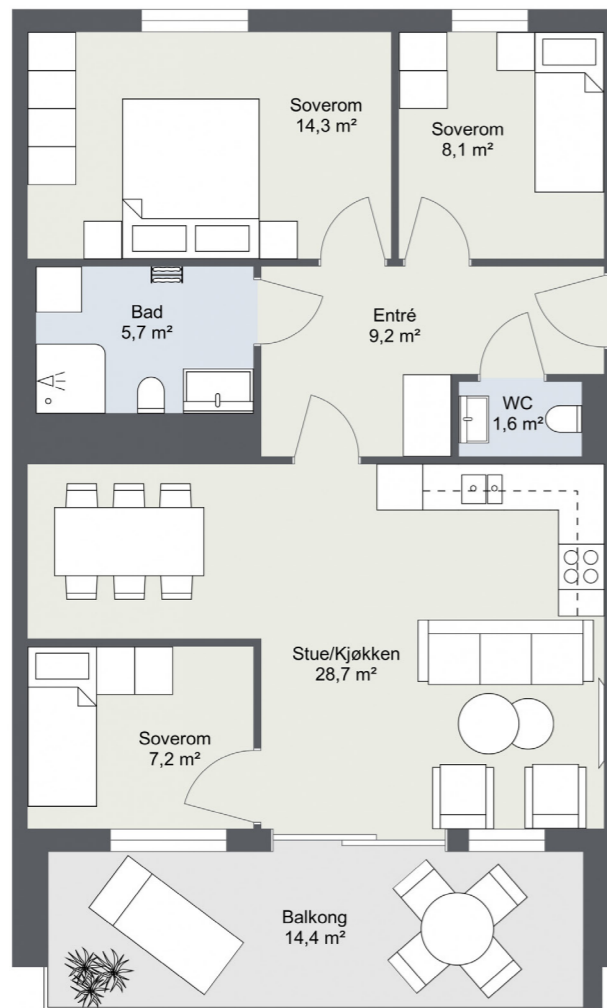 Soverom
14,3 m²
Soverom
8,1 m²
Bad
5,7 m²
Entré
9,2 m²
WC
1,6 m²
Stue/Kjøkken
28,7 m²
Soverom
7,2 m²
Balkong
14,4 m²